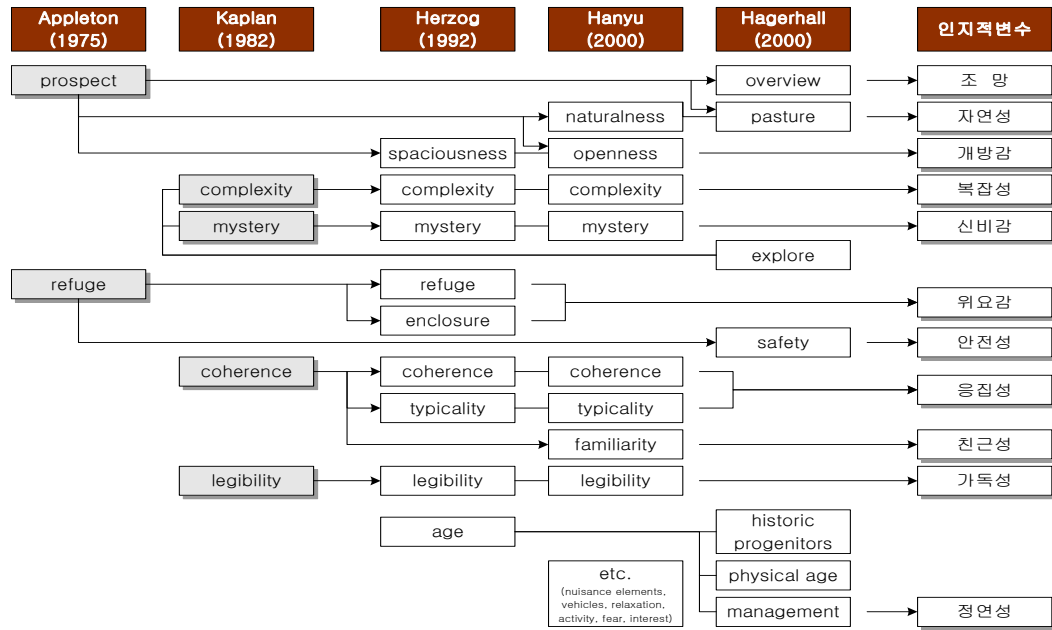 Appleton
(1975)
Kaplan
(1982)
Herzog
(1992)
Hanyu
(2000)
Hagerhall
(2000)
인지적변수
prospect
overview
조 망
naturalness
pasture
자연성
spaciousness
openness
개방감
complexity
complexity
complexity
복잡성
mystery
mystery
mystery
신비감
explore
refuge
refuge
위요감
enclosure
safety
안전성
coherence
coherence
coherence
응집성
typicality
typicality
familiarity
친근성
legibility
legibility
legibility
가독성
age
historic
progenitors
etc.
(nuisance elements,
vehicles, relaxation,
activity, fear, interest)
physical age
management
정연성